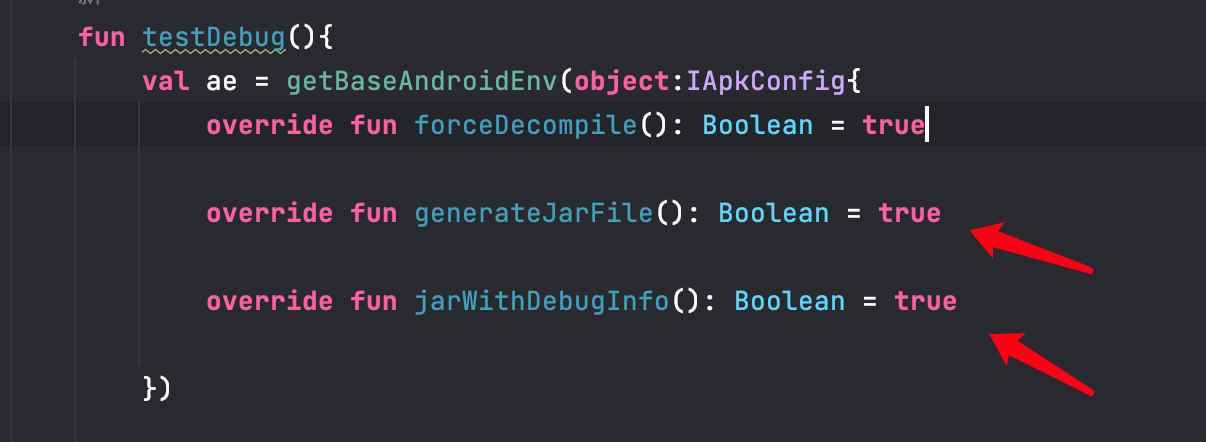 fun testDebug(){
val ae = getBaseAndroidEnv(object:IApkConfig{
override fun forceDecompile(): Boolean = true
override fun generateJarFile(): Boolean = true
override fun jarWithDebugInfo(): Boolean = true
})